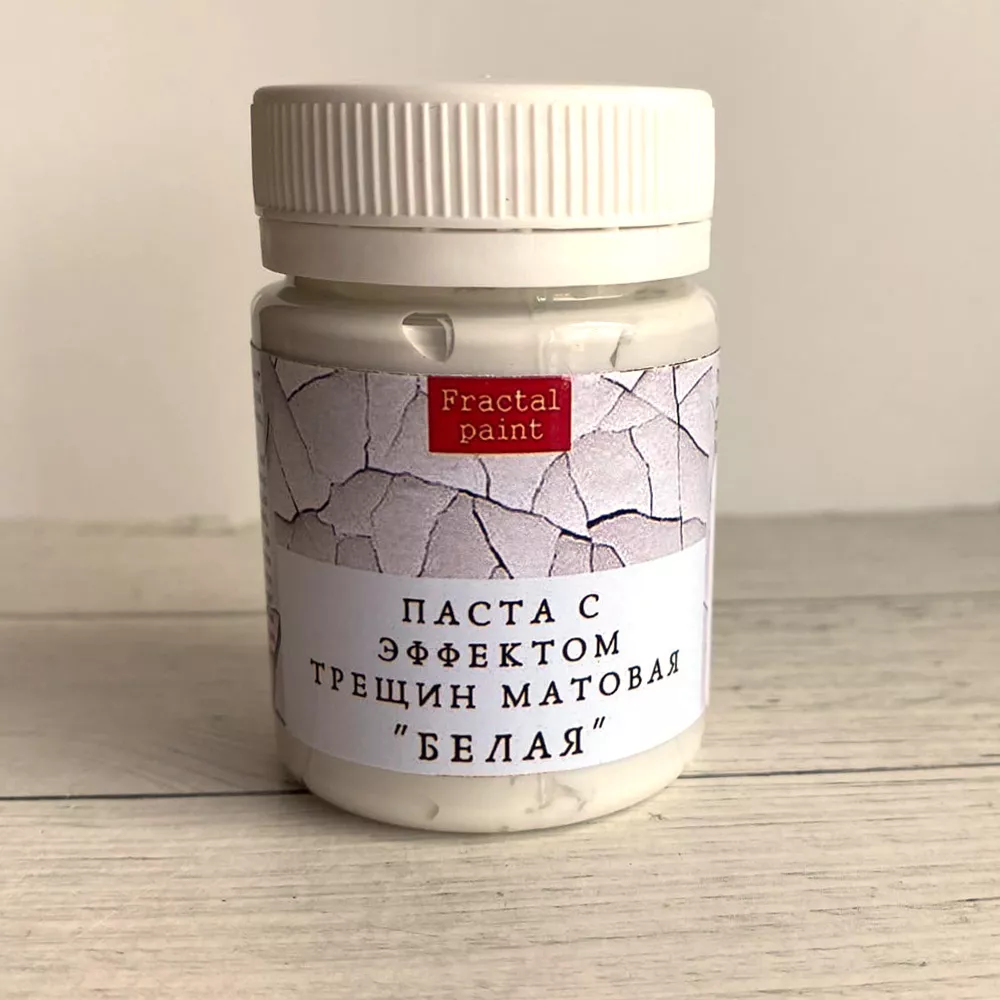 Fractal
paint
ПАСТА С
ЭФФЕКТОМ
ТРЕЩИН МАТОВАЯ
"БЕЛАЯ"